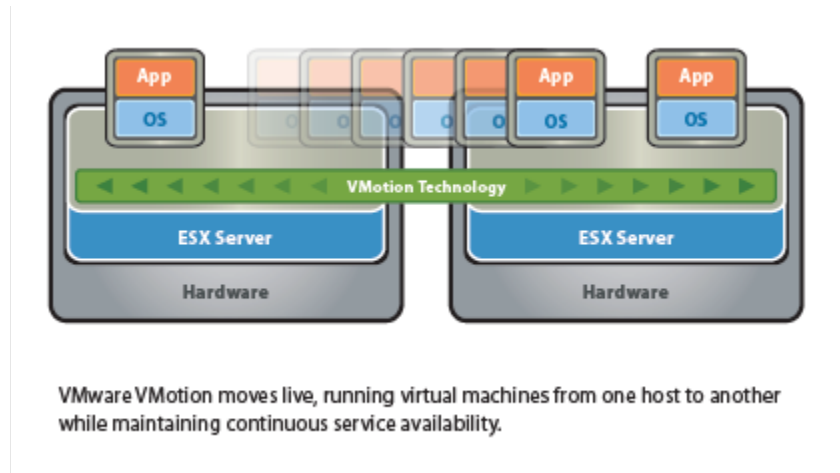 App
App
App
OS
OS
OS
VMotion Technology
ESX Server
ESX Server
Hardware
Hardware
VMware VMotion moves live, running virtual machines from one host to another
while maintaining continuous service availability.